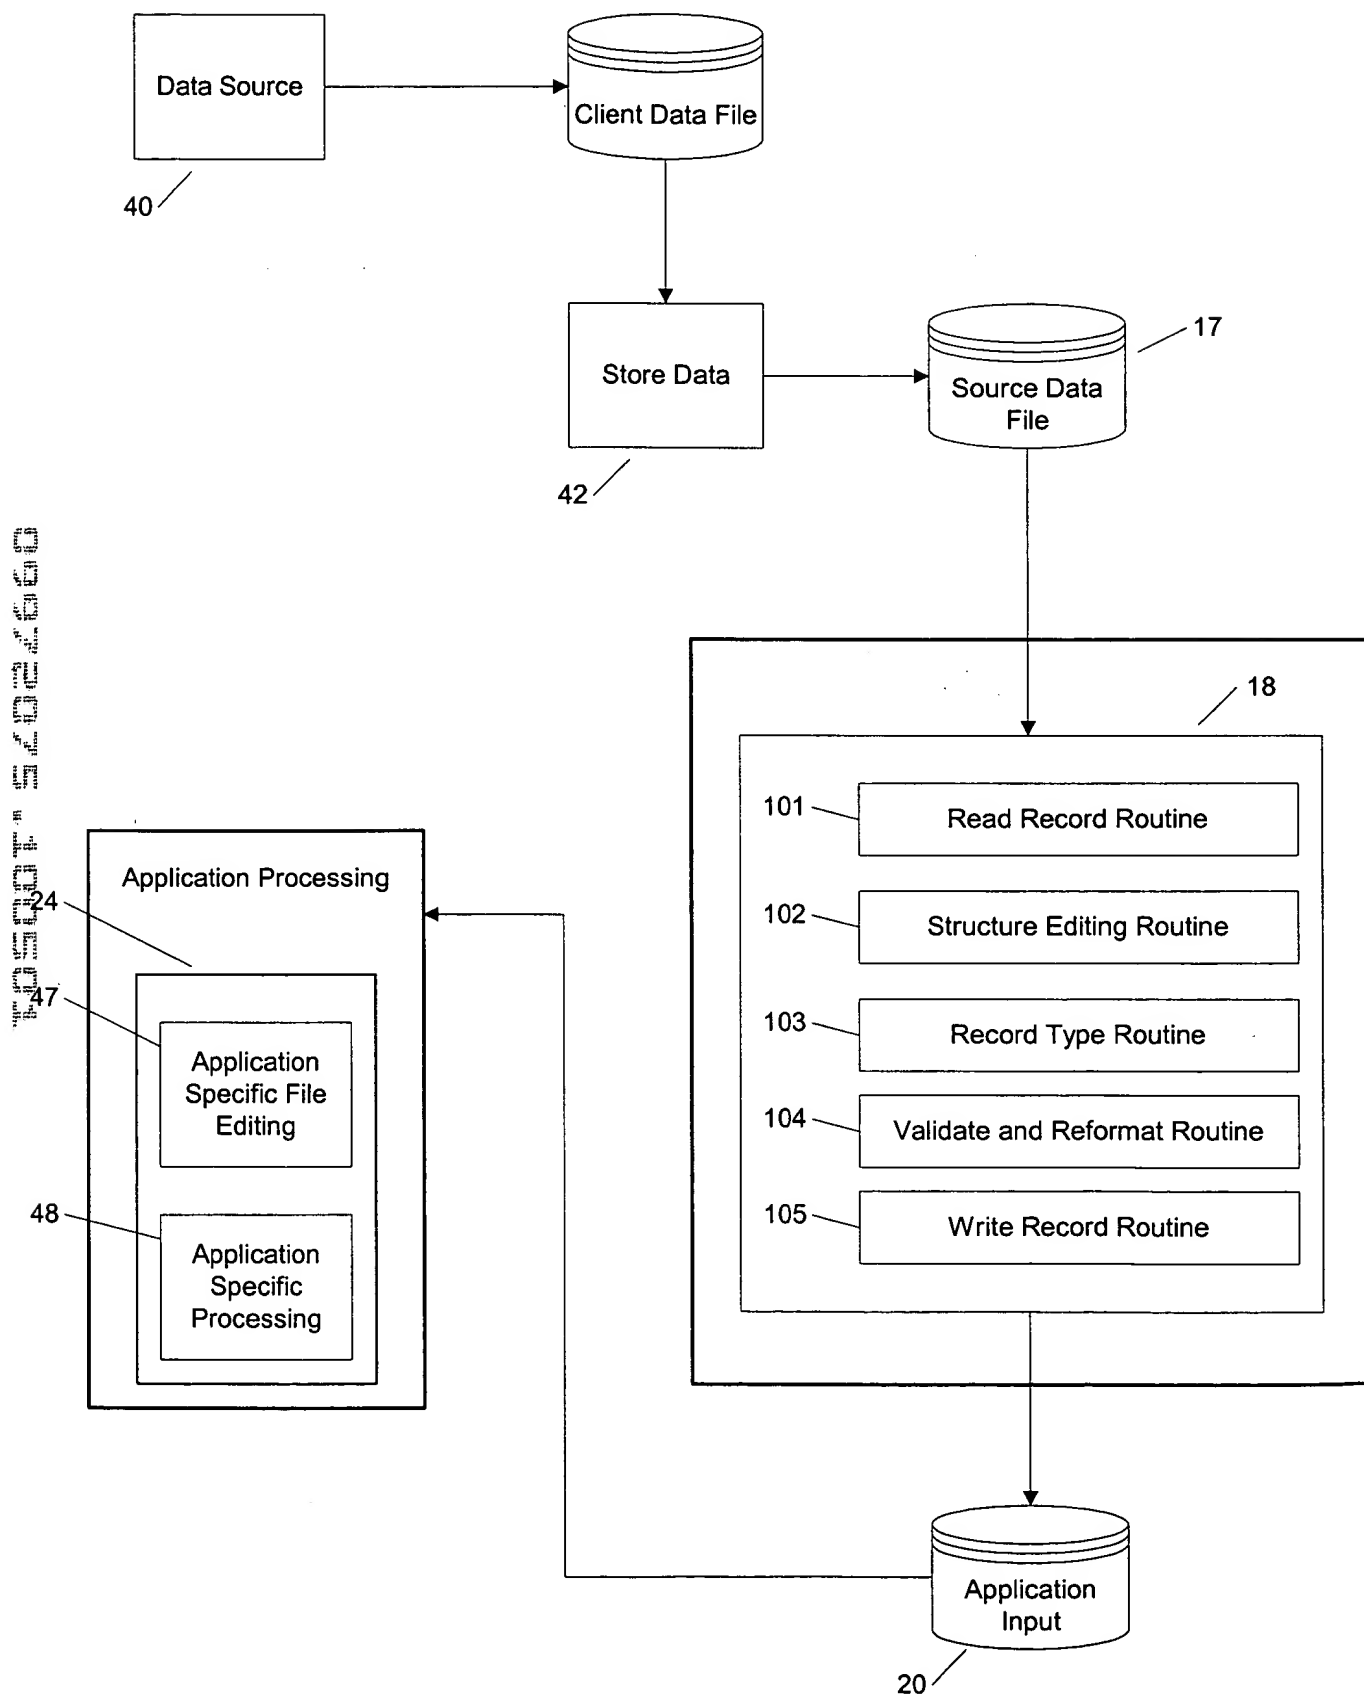 Data Source
Client Data File
40
Store Data
17
Source Data
File
42
18
101
Read Record Routine
102
Structure Editing Routine
103
Record Type Routine
104
Validate and Reformat Routine
105
Write Record Routine
Application Processing
24
47
Application
Specific File
Editing
48
Application
Specific
Processing
Application
Input
20